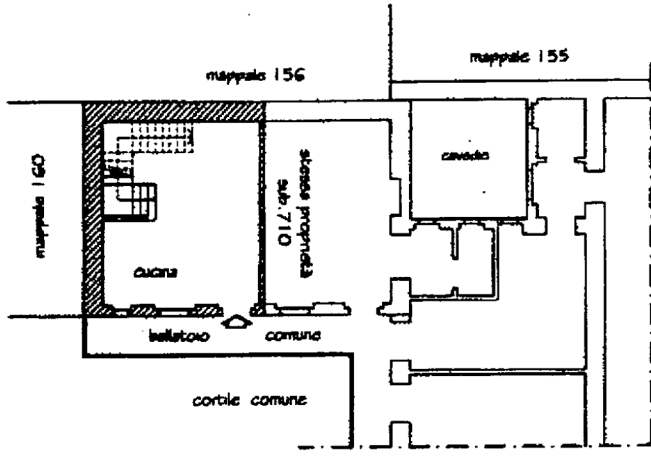 mappale 155
mappale 156
mappale 160
cavedio
stessa proprietà
sub.710
cucina
ballatoio comune
cortile comune